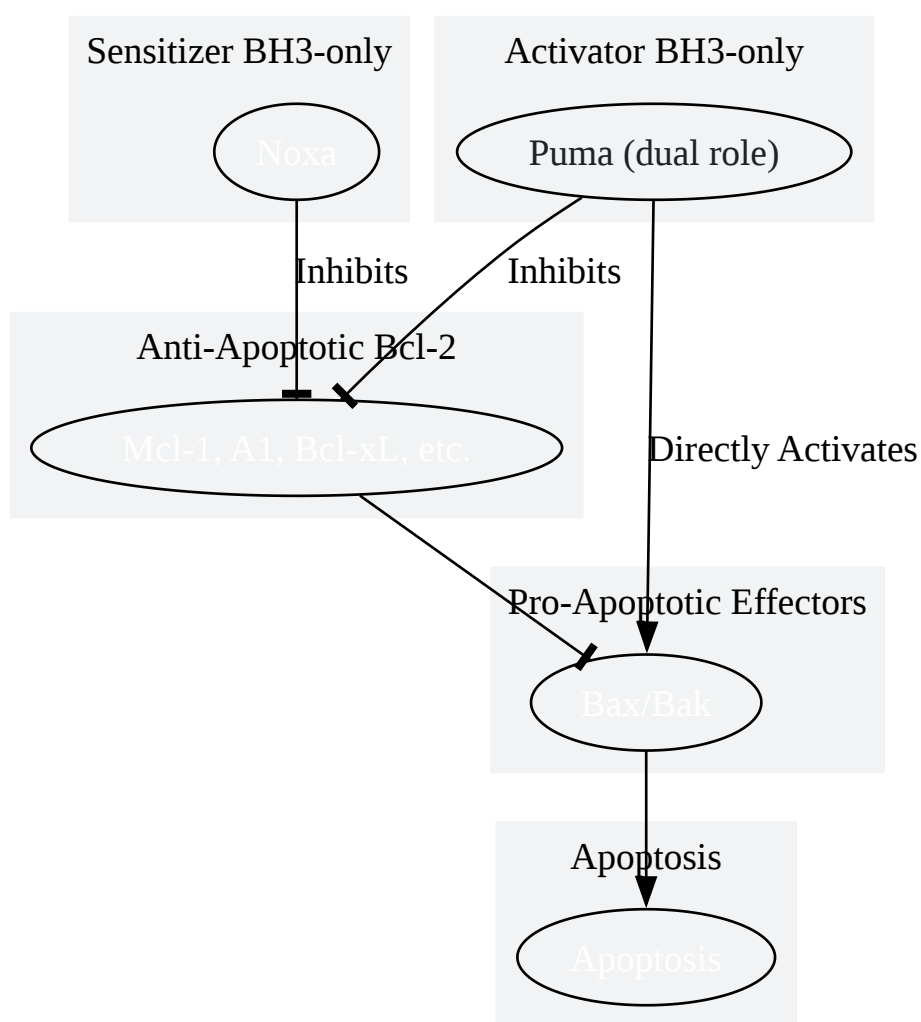 Sensitizer BH3-only
Activator BH3-only
Noxa
Puma (dual role)
Inhibits
Inhibits
Anti-Apoptotic Bcl-2
Mcl-1, A1, Bcl-xL, etc.
Directly Activates
Pro-Apoptotic Effectors
Bax/Bak
Apoptosis
Apoptosis